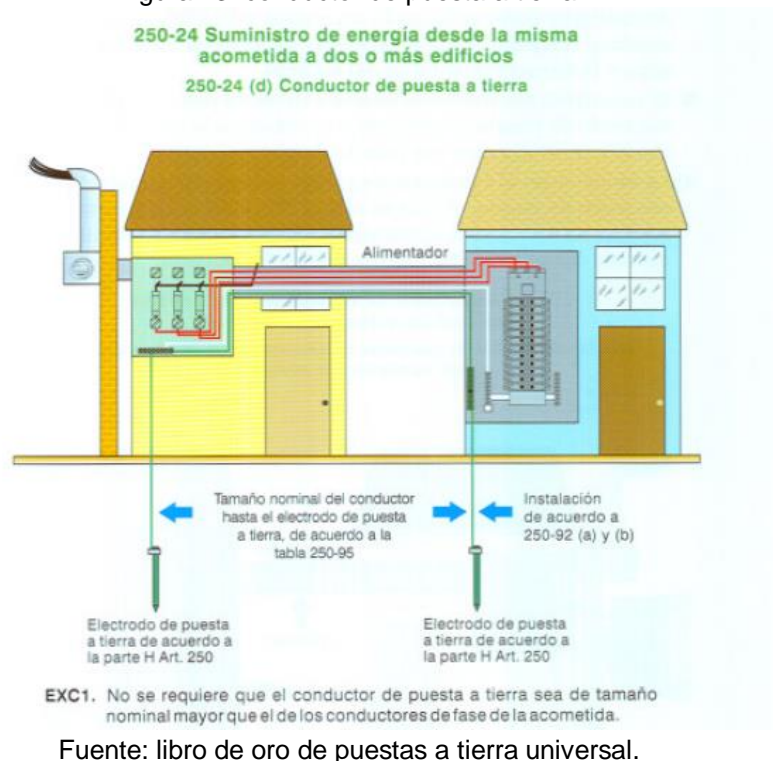 250-24 Suministro de energía desde la misma
acometida a dos o más edificios
250-24 (d) Conductor de puesta a tierra
Alimentador
Tamaño nominal del conductor
hasta el electrodo de puesta
a tierra, de acuerdo a la
tabla 250-95
Instalación
de acuerdo a
250-92 (a) y (b)
Electrodo de puesta
a tierra de acuerdo a
la parte H Art. 250
Electrodo de puesta
a tierra de acuerdo a
la parte H Art. 250
EXC1. No se requiere que el conductor de puesta a tierra sea de tamaño
nominal mayor que el de los conductores de fase de la acometida.
Fuente: libro de oro de puestas a tierra universal.